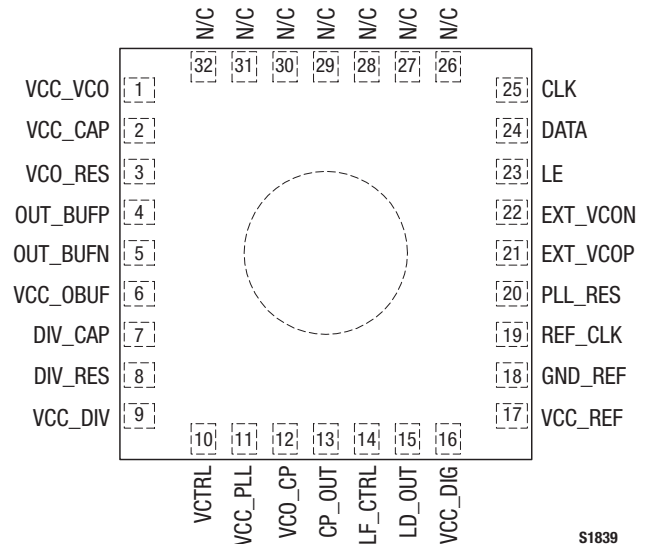 N/C N/C N/C N/C N/C N/C N/C
32 31 30 29 28 27 26
VCC_VCO 1 25 CLK
VCC_CAP 2 24 DATA
VCO_RES 3 23 LE
OUT_BUFP 4 22 EXT_VCON
OUT_BUFN 5 21 EXT_VCOP
VCC_OBUF 6 20 PLL_RES
DIV_CAP 7 19 REF_CLK
DIV_RES 8 18 GND_REF
VCC_DIV 9 17 VCC_REF
10 11 12 13 14 15 16
VCTRL VCC_PLL VCO_CP CP_OUT LF_CTRL LD_OUT VCC_DIG
S1839